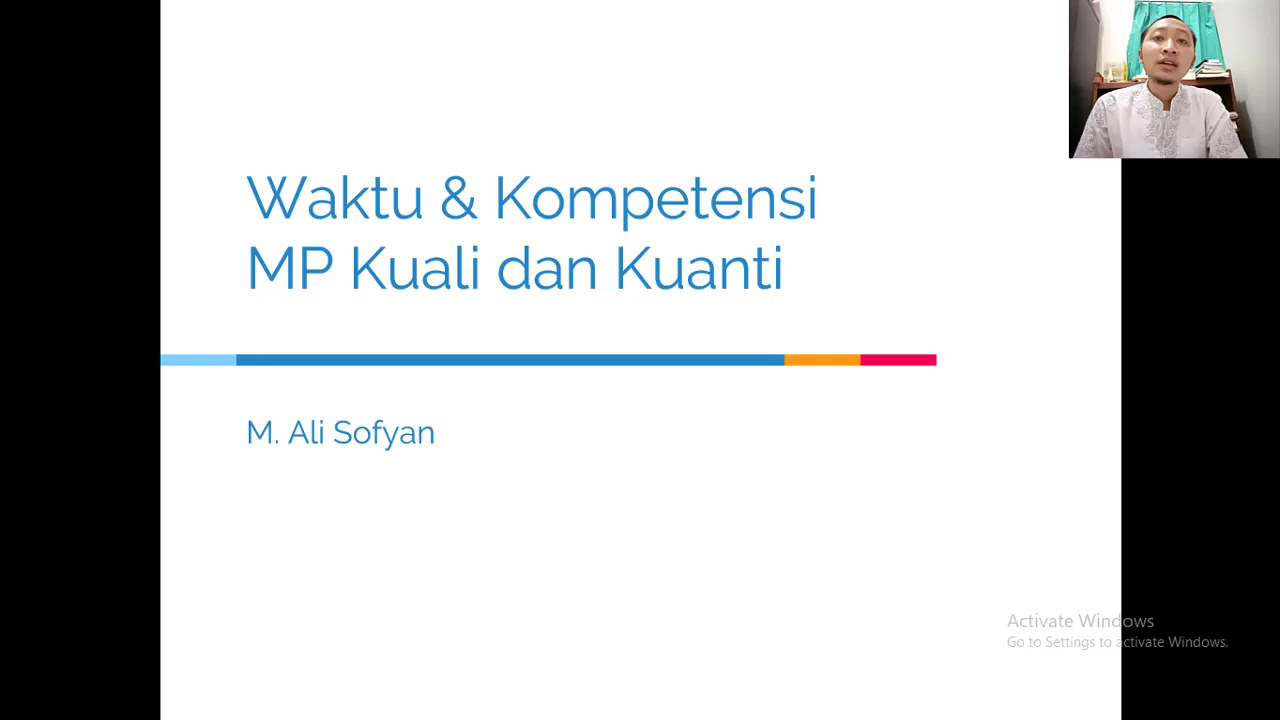 Waktu & Kompetensi
MP Kuali dan Kuanti
M. Ali Sofyan
Activate Windows
Go to Settings to activate Windows.